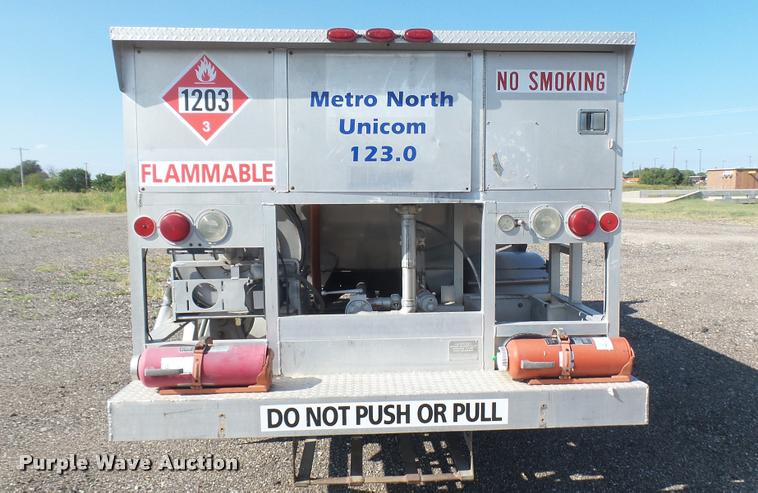 NO SMOKING
1203
3
Metro North
Unicom
123.0
FLAMMABLE
DO NOT PUSH OR PULL
Purple Wave Auction